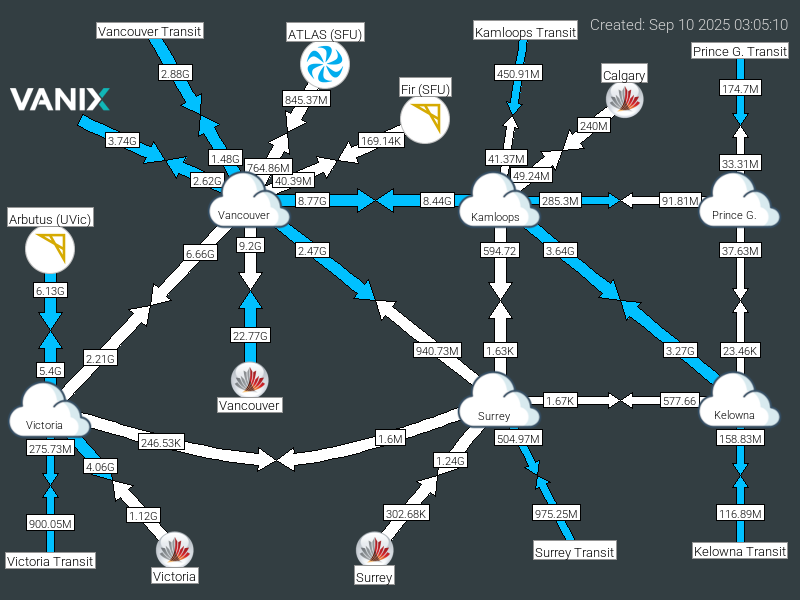 Created: Sep 10 2025 03:05:10
Vancouver Transit
ATLAS (SFU)
Kamloops Transit
Prince G. Transit
2.88G
450.91M
Calgary
174.7M
VANIX
845.37M
Fir (SFU)
3.74G
169.14K
240M
1.48G
764.86M
41.37M
33.31M
2.62G
40.39M
49.24M
8.77G
8.44G
285.3M
91.81M
Arbutus (UVic)
Vancouver
Kamloops
Prince G.
6.66G
9.2G
2.47G
594.72
3.64G
37.63M
6.13G
22.77G
5.4G
2.21G
940.73M
1.63K
3.27G
23.46K
Vancouver
1.67K
577.66
Victoria
Surrey
Kelowna
275.73M
246.53K
1.6M
504.97M
158.83M
4.06G
1.24G
900.05M
1.12G
302.68K
975.25M
116.89M
Victoria Transit
Victoria
Surrey
Surrey Transit
Kelowna Transit